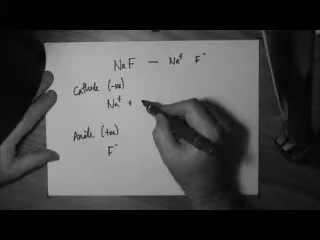 NaF → Na⁺ F⁻
Cathode (-ve)
Na⁺ +
Anode (+ve)
F⁻